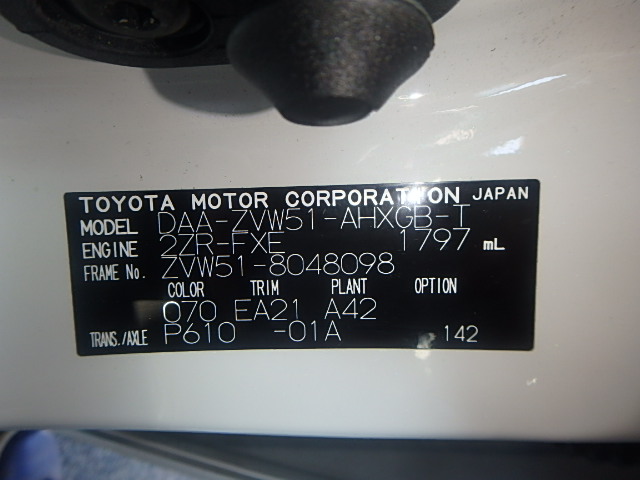 TOYOTA MOTOR CORPORATION JAPAN
MODEL DAA-ZVW51-AHXGB-T
ENGINE 2ZR-FXE 1797 mL
FRAME No. ZVW51-8048098
COLOR TRIM PLANT OPTION
070 EA21 A42
TRANS./AXLE P610 -01A 142